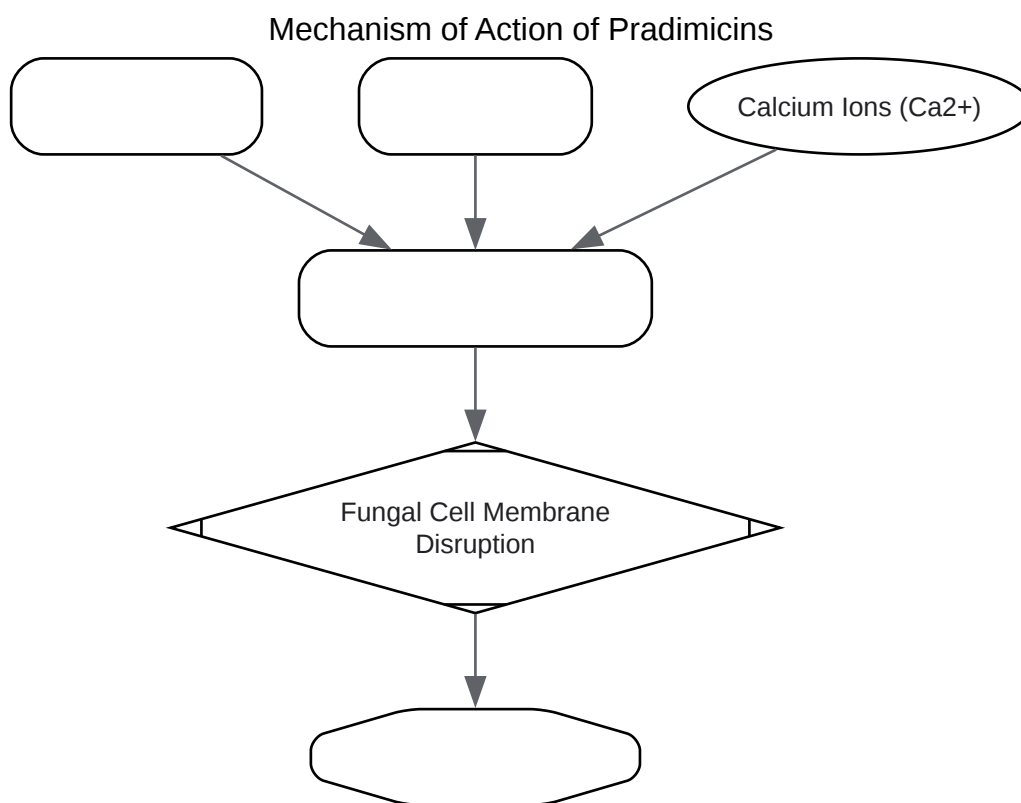 Mechanism of Action of Pradimicins
Calcium Ions (Ca2+)
Fungal Cell Membrane
Disruption